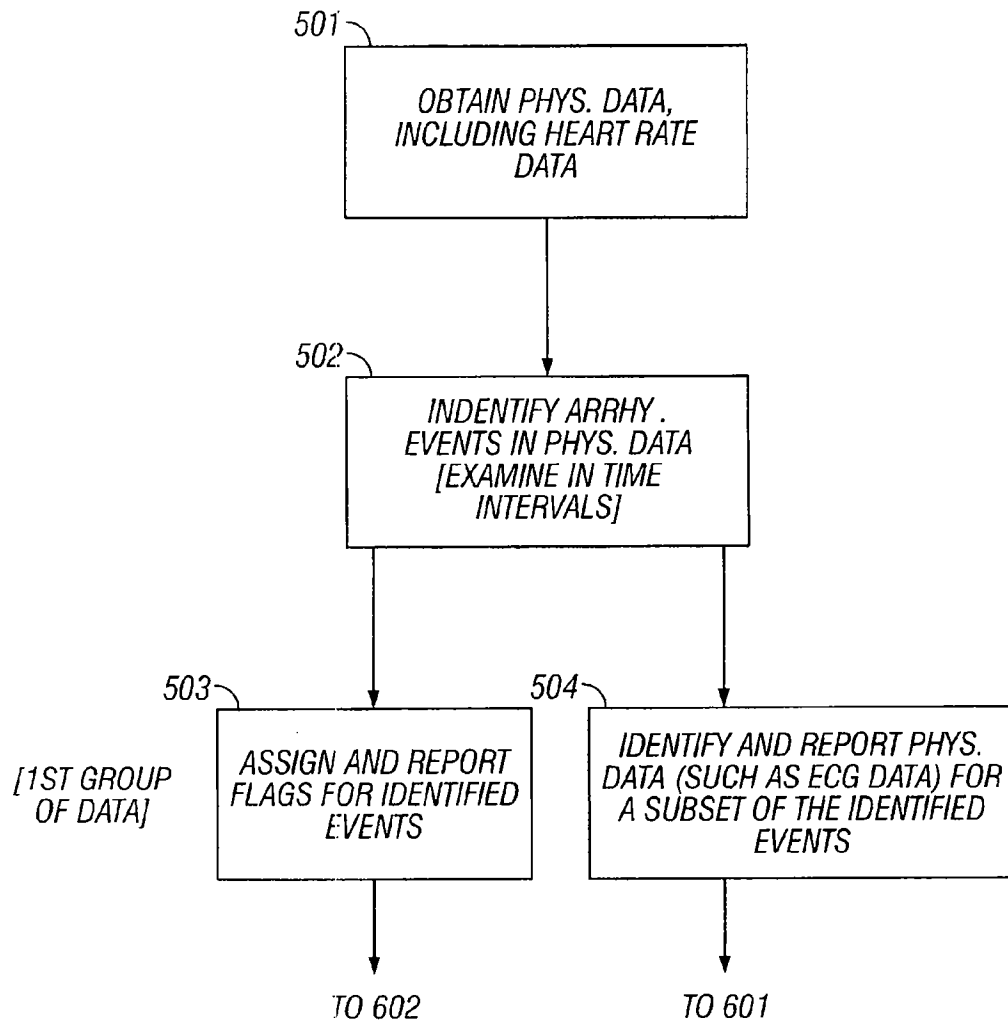 501
OBTAIN PHYS. DATA,
INCLUDING HEART RATE
DATA
502
INDENTIFY ARRHY.
EVENTS IN PHYS. DATA
[EXAMINE IN TIME
INTERVALS]
503
[1ST GROUP
OF DATA]
ASSIGN AND REPORT
FLAGS FOR IDENTIFIED
EVENTS
504
IDENTIFY AND REPORT PHYS.
DATA (SUCH AS ECG DATA) FOR
A SUBSET OF THE IDENTIFIED
EVENTS
TO 602
TO 601